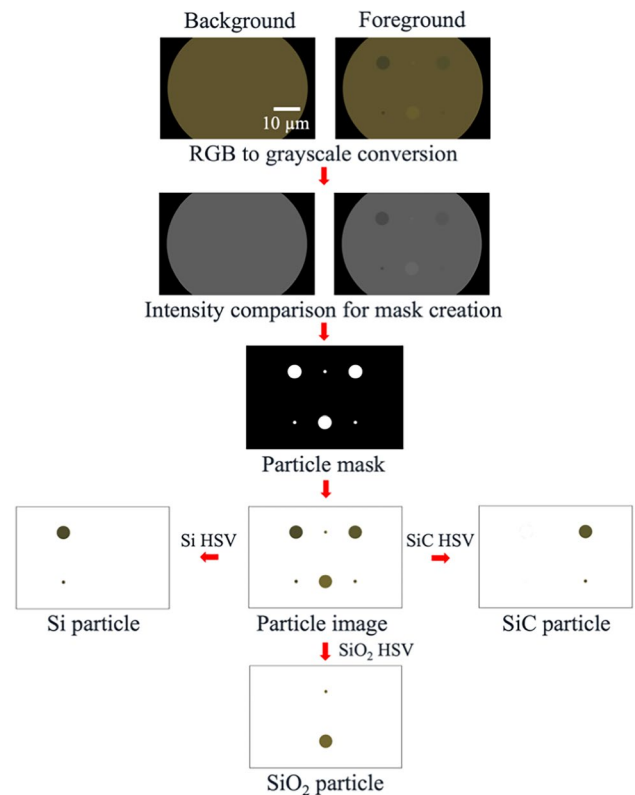 Background Foreground
10 μm
RGB to grayscale conversion
Intensity comparison for mask creation
Particle mask
Si HSV SiC HSV
Si particle Particle image SiC particle
SiO₂ HSV
SiO₂ particle